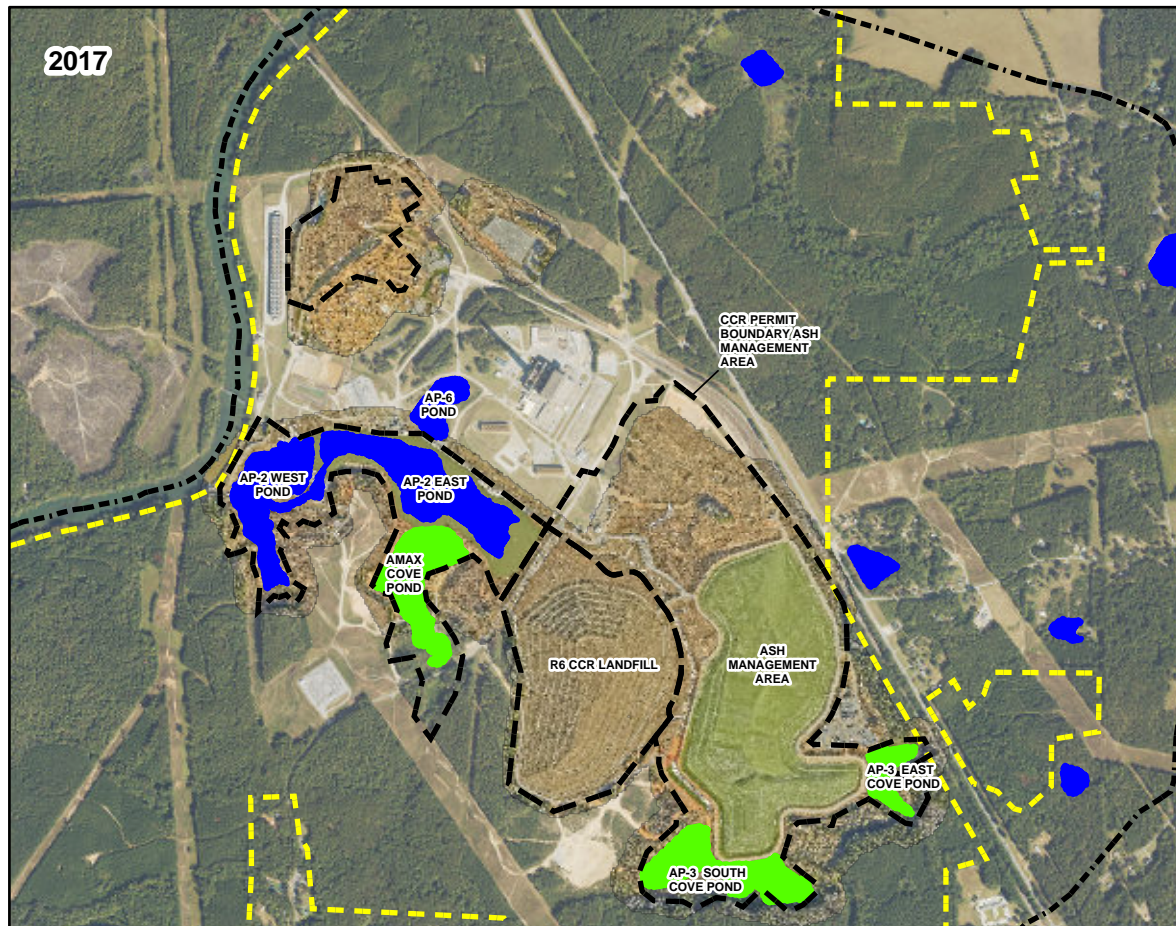 2017
CCR PERMIT
BOUNDARY ASH
MANAGEMENT
AREA
AP-6
POND
AP-2 WEST
POND
AP-2 EAST
POND
AMAX
COVE
POND
R6 CCR LANDFILL
ASH
MANAGEMENT
AREA
AP-3 EAST
COVE POND
AP-3 SOUTH
COVE POND